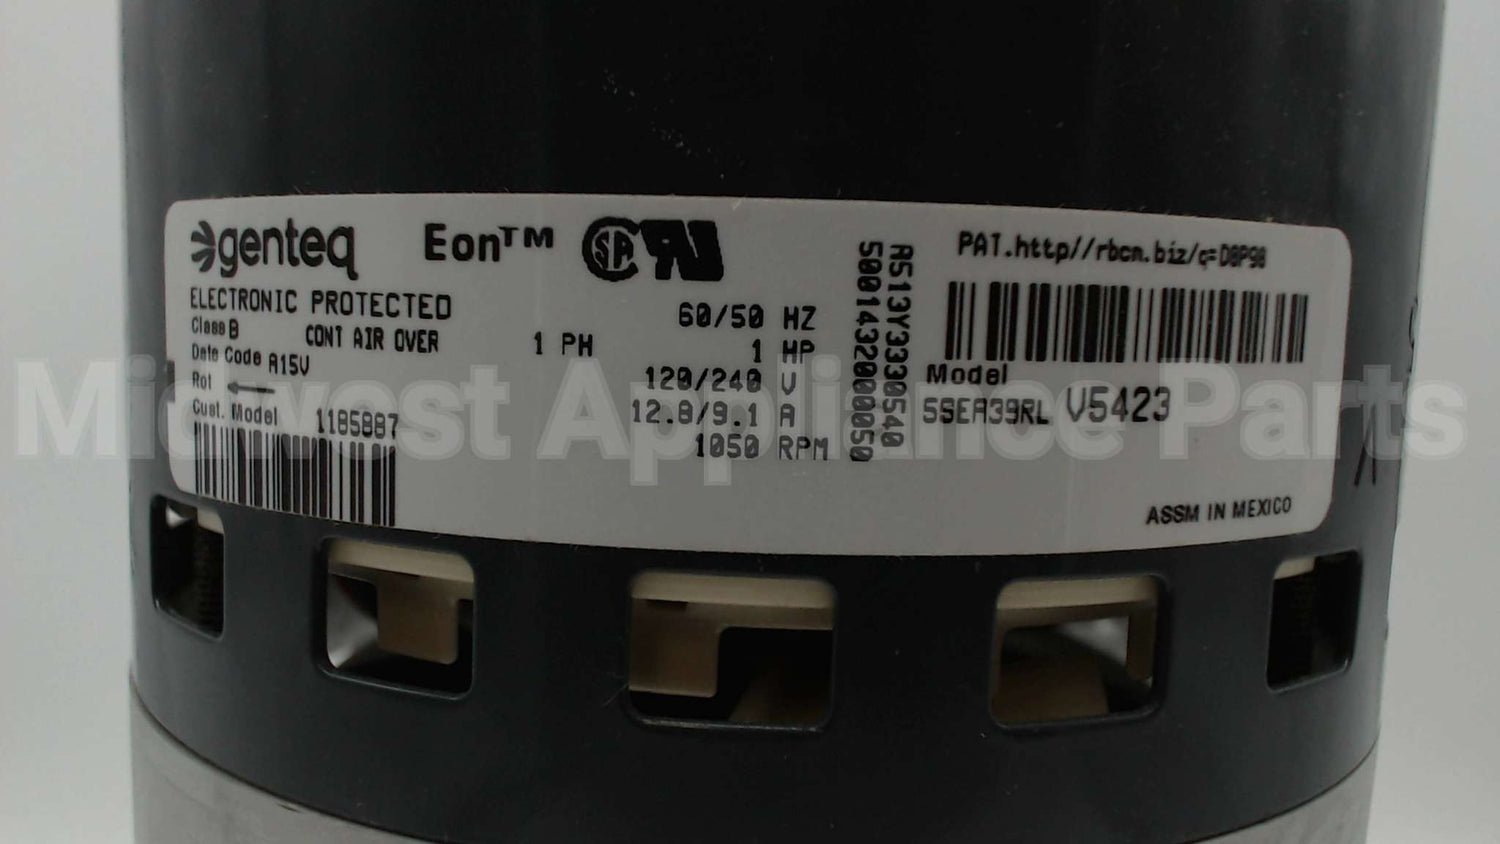 genteq Eon™ SA
ELECTRONIC PROTECTED
Class B CONT AIR OVER
Date Code A15V
Rot ←
Cust. Model 1185887
60/50 HZ
1 PH 1 HP
120/240 V
12.8/9.1 A
1050 RPM
A513Y3330540
5001432000050
PAT.http//rbcm.biz/q=D8P98
Model
5SEA39RL V5423
ASSM IN MEXICO
Midwest Appliance Parts